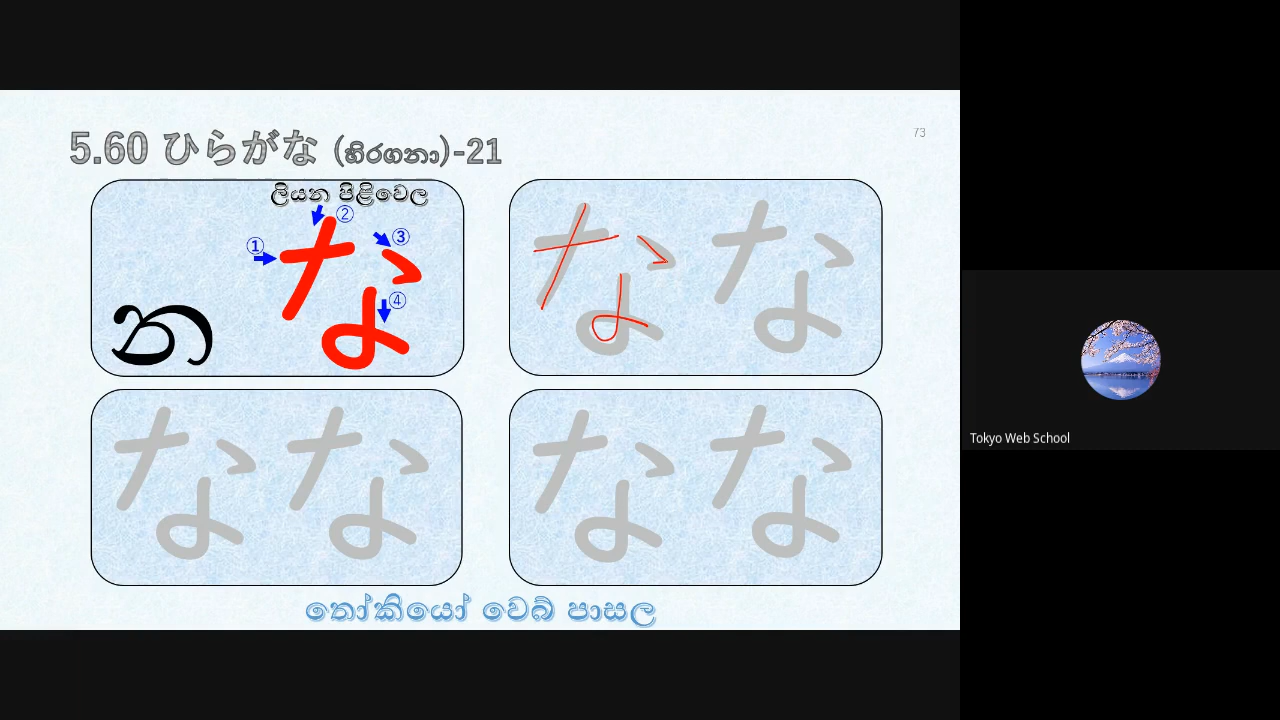 73
5.60 ひらがな (හිරගනා)-21
ලියන පිළිවෙල
① ② ③ ④
න な
な な
な な
な な
තෝකියෝ වෙබ් පාසල
Tokyo Web School